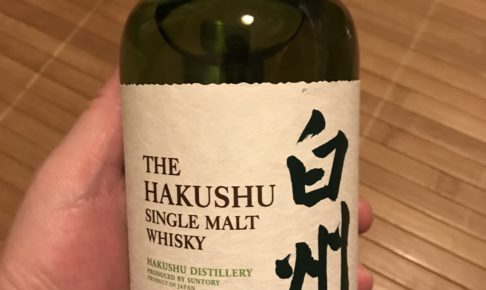 THE
HAKUSHU
SINGLE MALT
WHISKY
HAKUSHU DISTILLERY
PRODUCED BY SUNTORY
PRODUCT OF JAPAN
白州